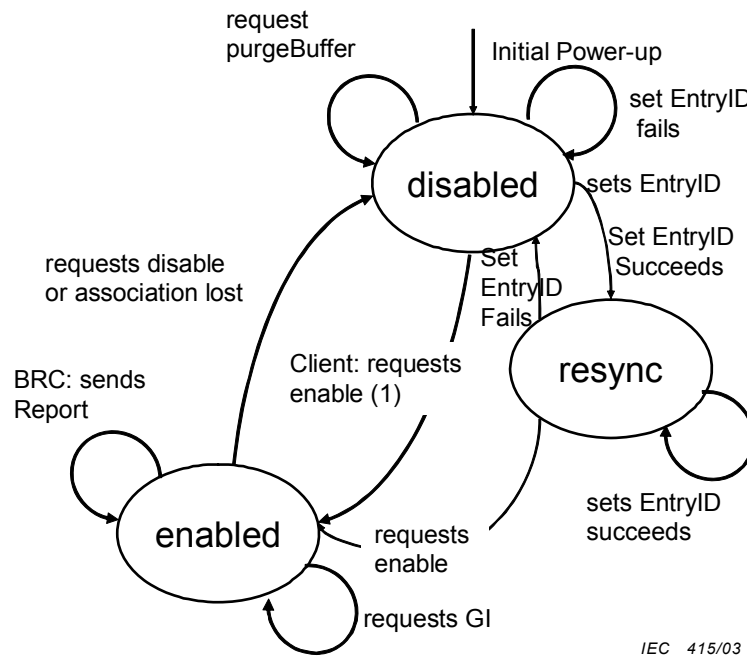 request
purgeBuffer
Initial Power-up
set EntryID
fails
disabled
sets EntryID
Set EntryID
Succeeds
Set
EntryID
Fails
requests disable
or association lost
Client: requests
enable (1)
resync
BRC: sends
Report
enabled
requests
enable
sets EntryID
succeeds
requests GI
IEC 415/03